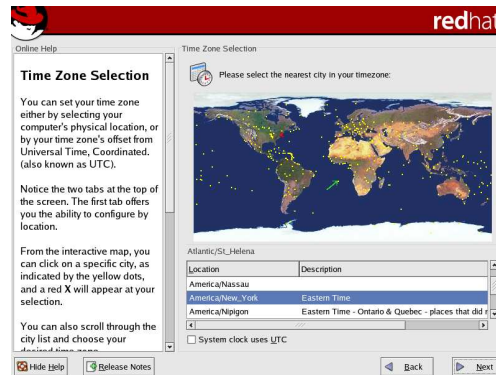 redhat
Online Help
Time Zone Selection
You can set your time zone
either by selecting your
computer's physical location, or
by your time zone's offset from
Universal Time, Coordinated.
(also known as UTC).
Notice the two tabs at the top of
the screen. The first tab offers
you the ability to configure by
location.
From the interactive map, you
can click on a specific city, as
indicated by the yellow dots,
and a red X will appear at your
selection.
You can also scroll through the
city list and choose your
desired time zone.
Time Zone Selection
Please select the nearest city in your timezone:
Atlantic/St_Helena
Location Description
America/Nassau
America/New_York Eastern Time
America/Nipigon Eastern Time - Ontario & Quebec - places that did r
System clock uses UTC
Hide Help Release Notes Back Next